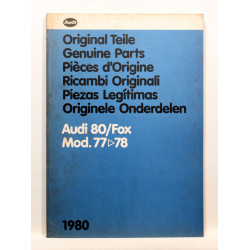 Audi
Original Teile
Genuine Parts
Pièces d'Origine
Ricambi Originali
Piezas Legítimas
Originele Onderdelen
Audi 80/Fox
Mod. 77▷78
1980